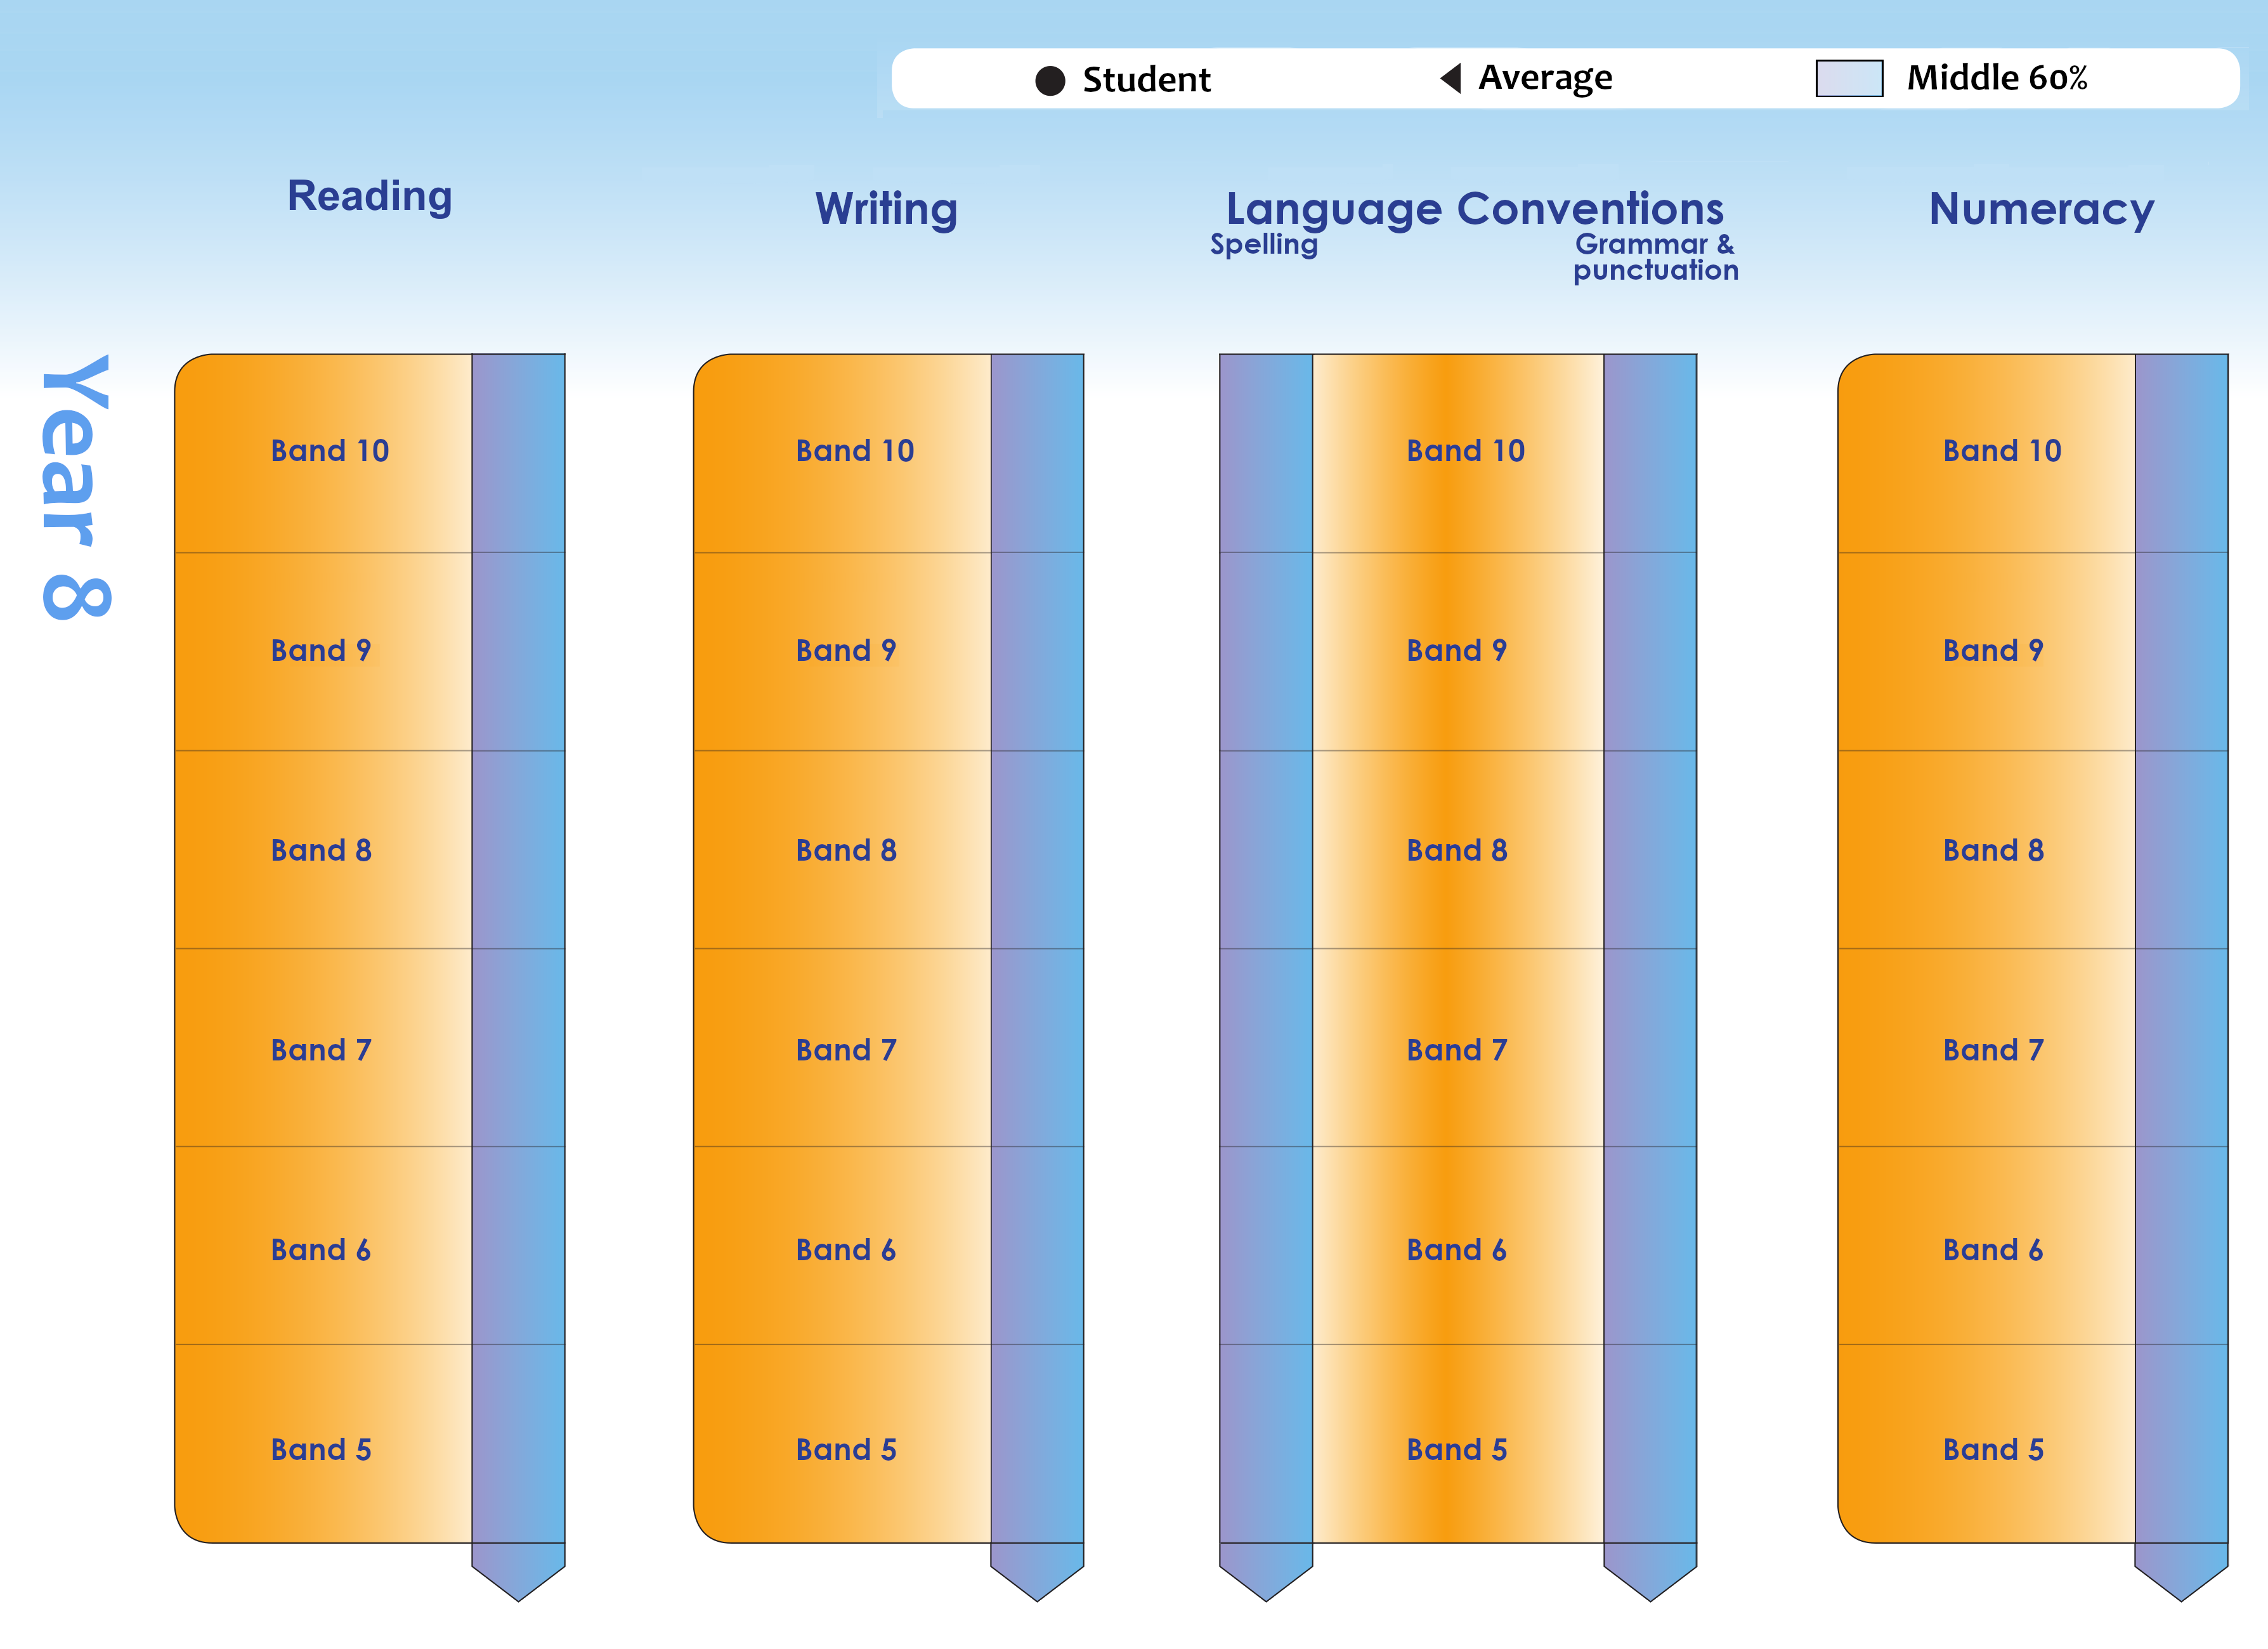 Student
Average
Middle 60%
Reading
Writing
Language Conventions
Numeracy
Spelling
Grammar &
punctuation
Year 8
Band 10
Band 10
Band 10
Band 10
Band 9
Band 9
Band 9
Band 9
Band 8
Band 8
Band 8
Band 8
Band 7
Band 7
Band 7
Band 7
Band 6
Band 6
Band 6
Band 6
Band 5
Band 5
Band 5
Band 5